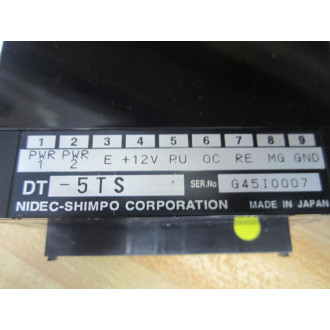 1 2 3 4 5 6 7 8 9
PWR PWR E +12V PU OC RE MG GND
1 2
DT -5TS SER.No G45I0007
NIDEC-SHIMPO CORPORATION MADE IN JAPAN